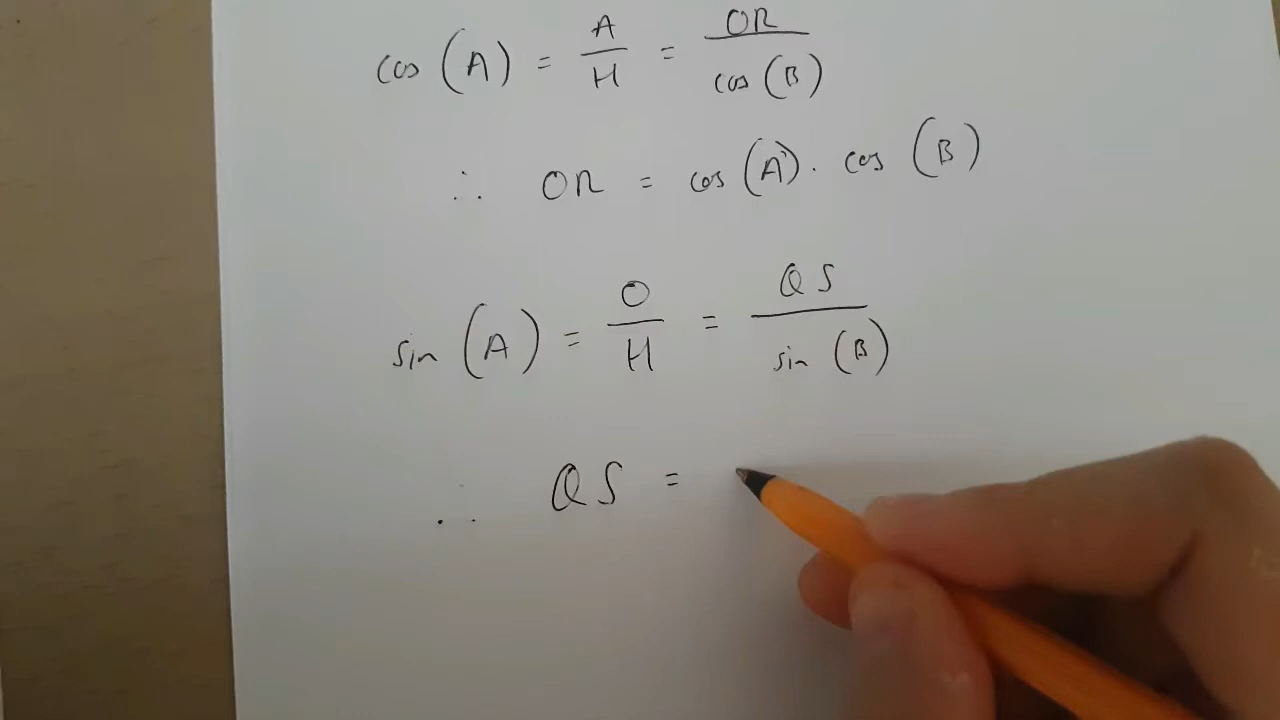 cos (A) = A/H = OR/cos (B)
∴ OR = cos (A) . cos (B)
sin (A) = O/H = QS/sin (B)
∴ QS =